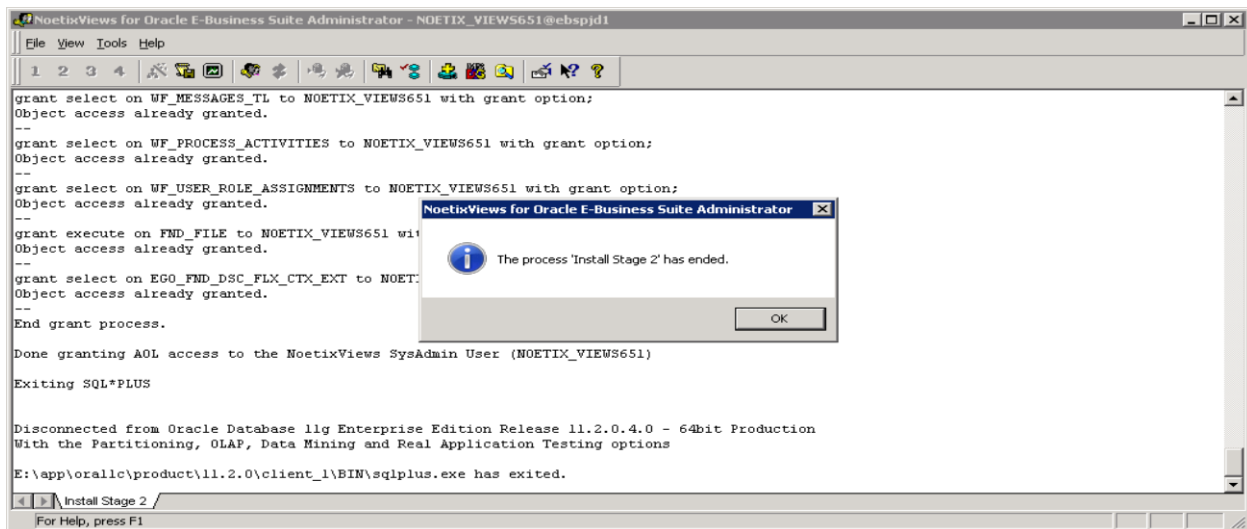 NoetixViews for Oracle E-Business Suite Administrator - NOETIX_VIEWS651@ebspjd1
File View Tools Help
1 2 3 4
grant select on WF_MESSAGES_TL to NOETIX_VIEWS651 with grant option;
Object access already granted.
--
grant select on WF_PROCESS_ACTIVITIES to NOETIX_VIEWS651 with grant option;
Object access already granted.
--
grant select on WF_USER_ROLE_ASSIGNMENTS to NOETIX_VIEWS651 with grant option;
Object access already granted.
--
grant execute on FND_FILE to NOETIX_VIEWS651 wit
Object access already granted.
--
grant select on EGO_FND_DSC_FLX_CTX_EXT to NOETI
Object access already granted.
--
End grant process.
NoetixViews for Oracle E-Business Suite Administrator
The process 'Install Stage 2' has ended.
OK
Done granting AOL access to the NoetixViews SysAdmin User (NOETIX_VIEWS651)
Exiting SQL*PLUS
Disconnected from Oracle Database 11g Enterprise Edition Release 11.2.0.4.0 - 64bit Production
With the Partitioning, OLAP, Data Mining and Real Application Testing options
E:\app\orallc\product\11.2.0\client_1\BIN\sqlplus.exe has exited.
Install Stage 2
For Help, press F1